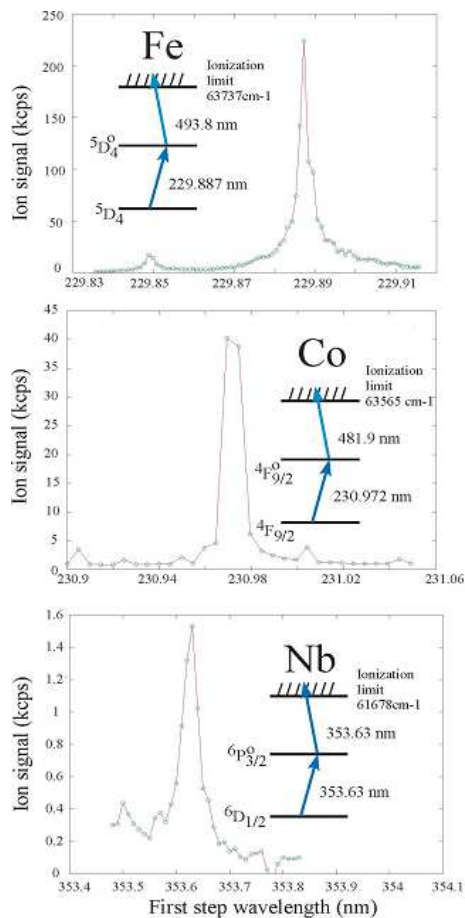 Fe
Ionization
limit
63737cm-1
493.8 nm
5D4o
229.887 nm
5D4
Ion signal (kcps)
250
200
150
100
50
0
229.83 229.85 229.87 229.89 229.91
Co
Ionization
limit
63565 cm-1
481.9 nm
4Fo9/2
230.972 nm
4F9/2
Ion signal (kcps)
45
40
35
30
25
20
15
10
5
0
230.9 230.94 230.98 231.02 231.06
Nb
Ionization
limit
61678cm-1
353.63 nm
6Po3/2
353.63 nm
6D1/2
Ion signal (kcps)
1.6
1.4
1.2
1
0.8
0.6
0.4
0.2
0
353.4 353.5 353.6 353.7 353.8 353.9 354 354.1
First step wavelength (nm)